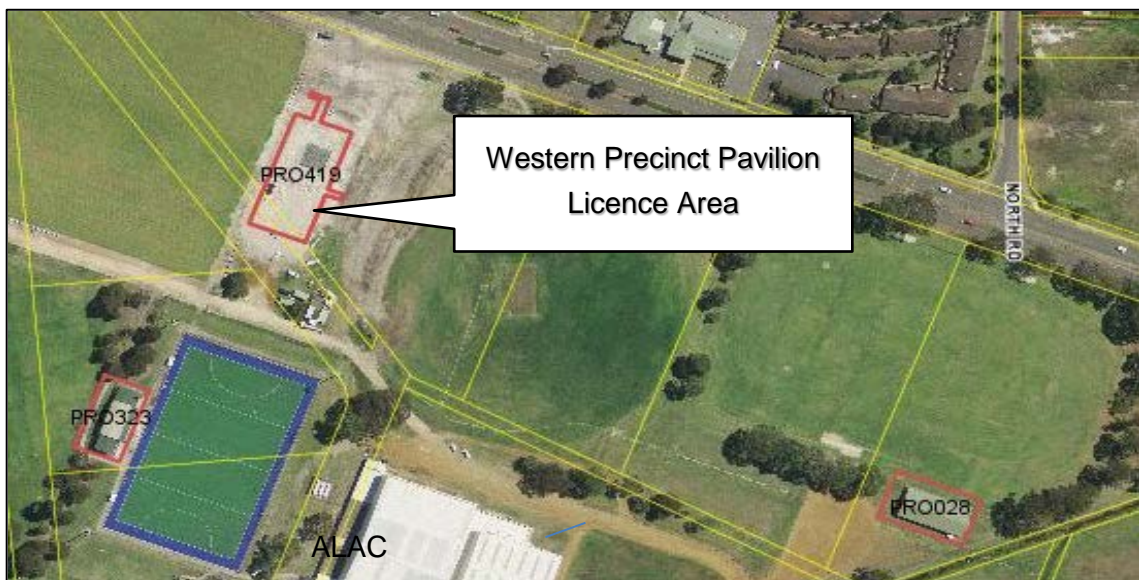 Western Precinct Pavilion
Licence Area
PRO419
NORTH RD
PRO323
PRO028
ALAC